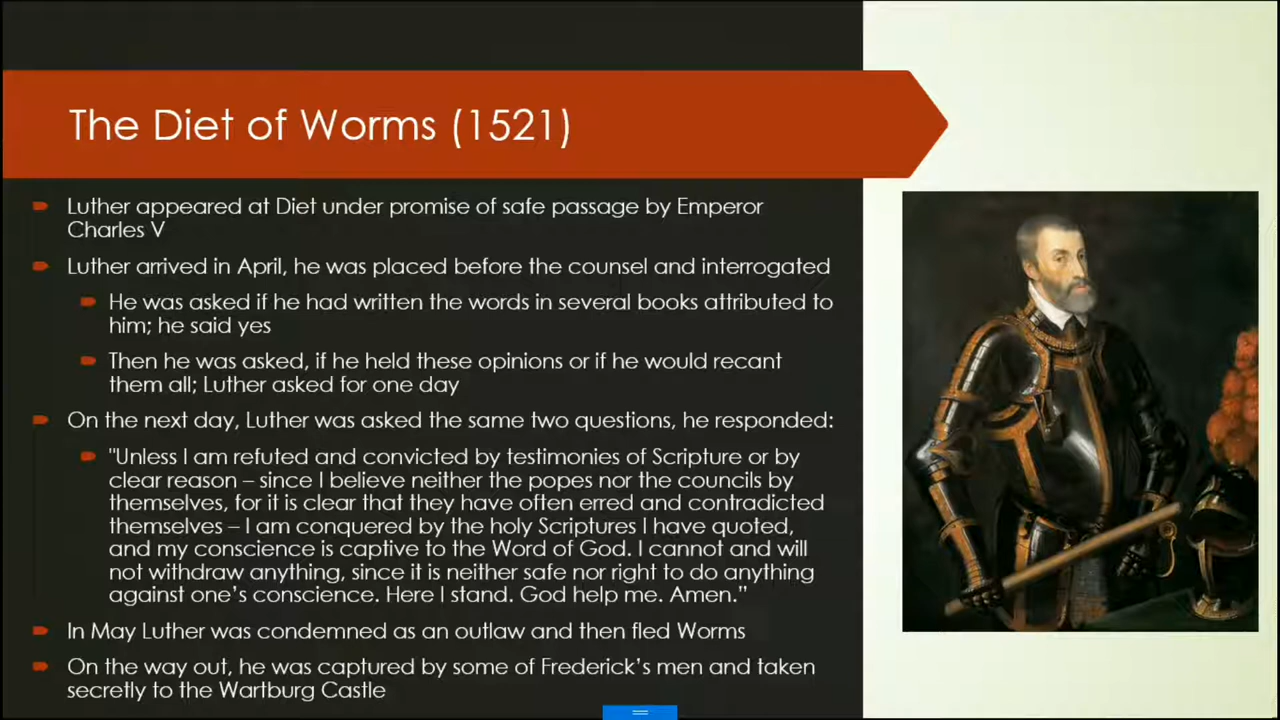 The Diet of Worms (1521)
Luther appeared at Diet under promise of safe passage by Emperor
Charles V
Luther arrived in April, he was placed before the counsel and interrogated
He was asked if he had written the words in several books attributed to
him; he said yes
Then he was asked, if he held these opinions or if he would recant
them all; Luther asked for one day
On the next day, Luther was asked the same two questions, he responded:
"Unless I am refuted and convicted by testimonies of Scripture or by
clear reason – since I believe neither the popes nor the councils by
themselves, for it is clear that they have often erred and contradicted
themselves – I am conquered by the holy Scriptures I have quoted,
and my conscience is captive to the Word of God. I cannot and will
not withdraw anything, since it is neither safe nor right to do anything
against one's conscience. Here I stand. God help me. Amen."
In May Luther was condemned as an outlaw and then fled Worms
On the way out, he was captured by some of Frederick's men and taken
secretly to the Wartburg Castle